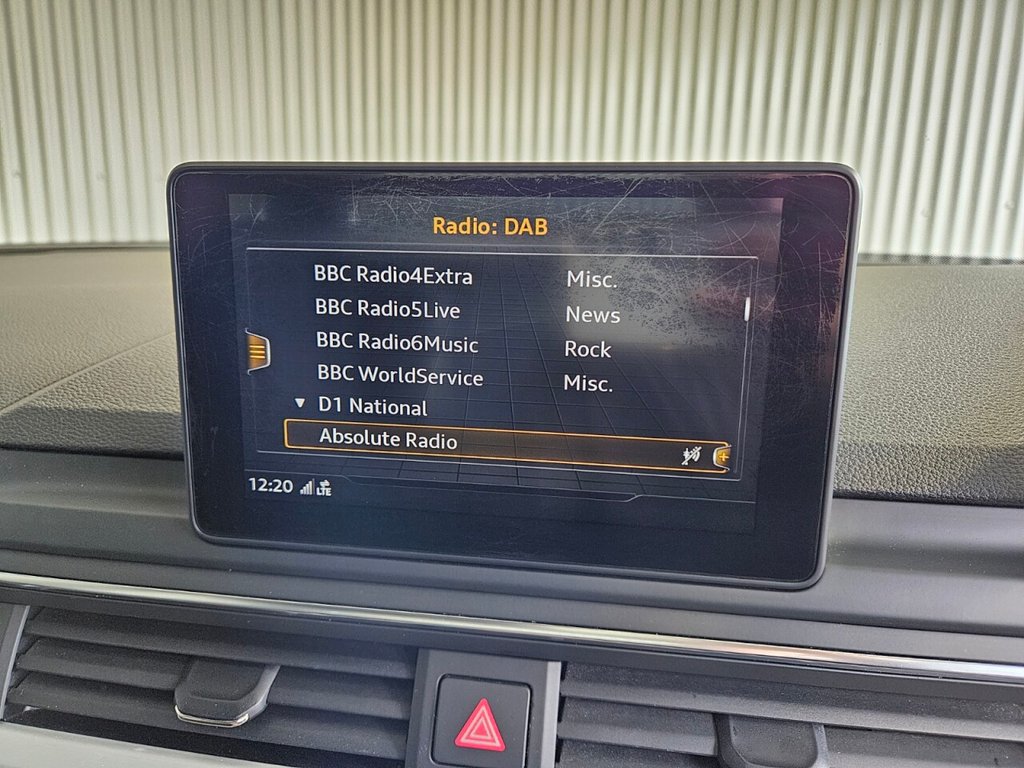 Radio: DAB
BBC Radio4Extra Misc.
BBC Radio5Live News
BBC Radio6Music Rock
BBC WorldService Misc.
D1 National
Absolute Radio
12:20 LTE